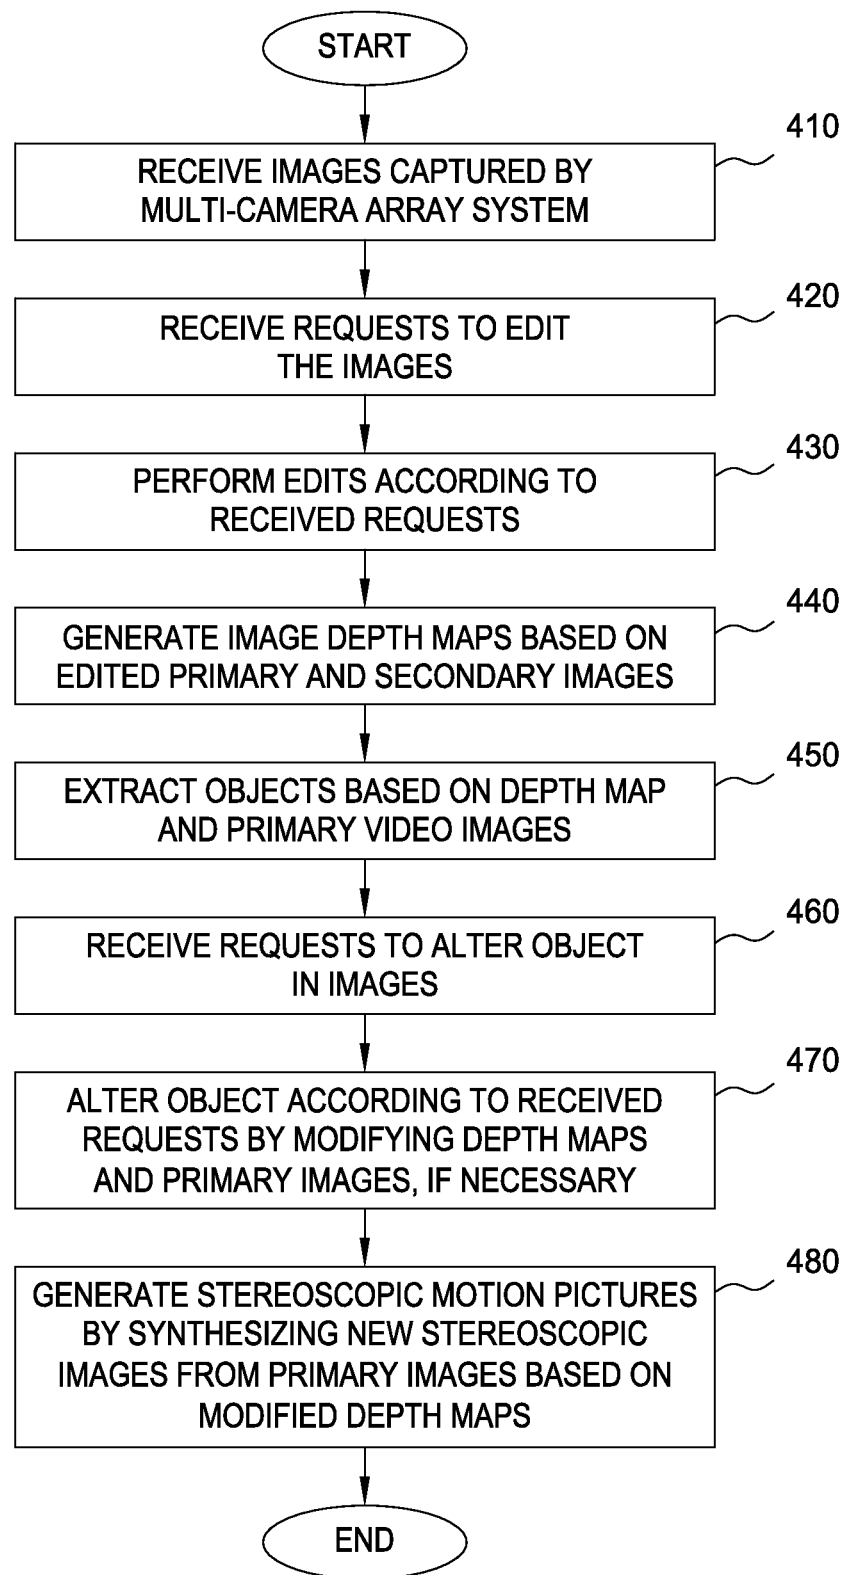 START
410
RECEIVE IMAGES CAPTURED BY
MULTI-CAMERA ARRAY SYSTEM
420
RECEIVE REQUESTS TO EDIT
THE IMAGES
430
PERFORM EDITS ACCORDING TO
RECEIVED REQUESTS
440
GENERATE IMAGE DEPTH MAPS BASED ON
EDITED PRIMARY AND SECONDARY IMAGES
450
EXTRACT OBJECTS BASED ON DEPTH MAP
AND PRIMARY VIDEO IMAGES
460
RECEIVE REQUESTS TO ALTER OBJECT
IN IMAGES
470
ALTER OBJECT ACCORDING TO RECEIVED
REQUESTS BY MODIFYING DEPTH MAPS
AND PRIMARY IMAGES, IF NECESSARY
480
GENERATE STEREOSCOPIC MOTION PICTURES
BY SYNTHESIZING NEW STEREOSCOPIC
IMAGES FROM PRIMARY IMAGES BASED ON
MODIFIED DEPTH MAPS
END